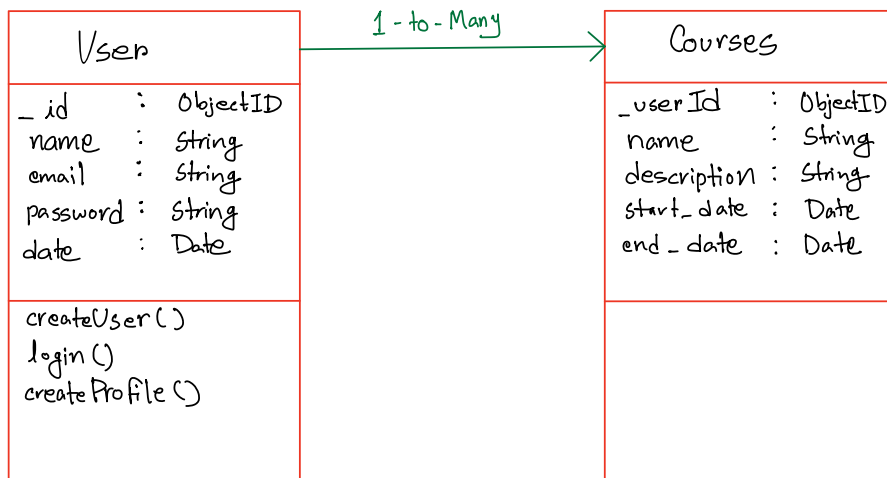 User
1-to-Many
Courses
_id : ObjectID
name : String
email : String
password : String
date : Date
createUser()
login()
createProfile()
_userId : ObjectID
name : String
description : String
start_date : Date
end_date : Date